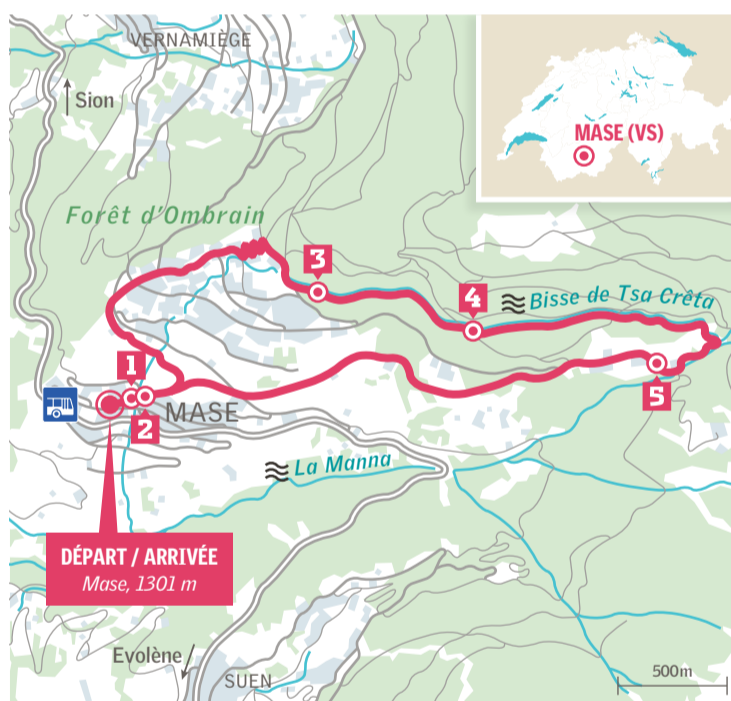 VERNAMIÈGE
Sion
MASE (VS)
Forêt d'Ombrain
3
4
Bisse de Tsa Crêta
1
5
2
MASE
La Manna
DÉPART / ARRIVÉE
Mase, 1301 m
Evolène
SUEN
500m